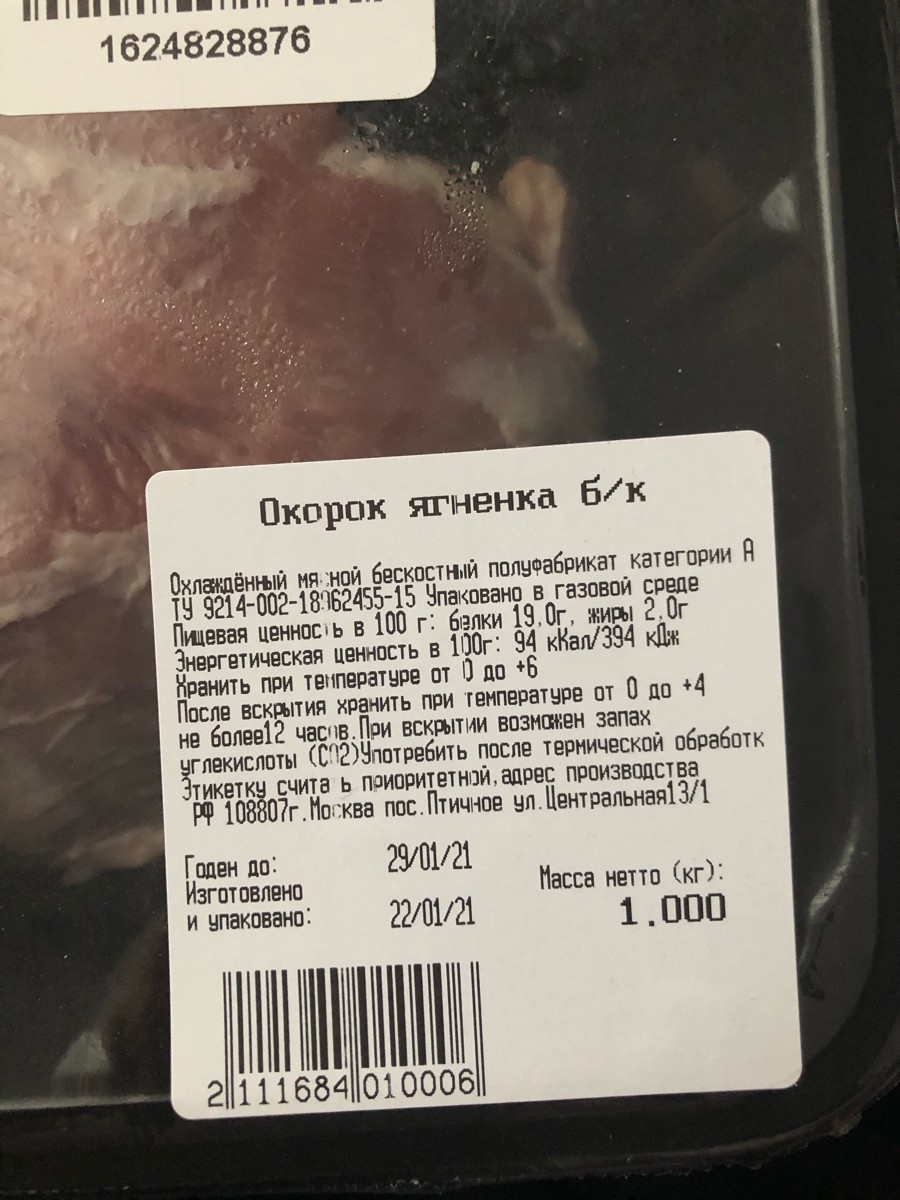 1624828876
Окорок ягненка б/к
Охлаждённый мясной бескостный полуфабрикат категории А
ТУ 9214-002-18962455-15 Упаковано в газовой среде
Пищевая ценность в 100 г: белки 19,0г, жиры 2,0г
Энергетическая ценность в 100г: 94 кКал/394 кДж
Хранить при температуре от 0 до +6
После вскрытия хранить при температуре от 0 до +4
не более12 часов.При вскрытии возможен запах
углекислоты (СО2)Употребить после термической обработк
Этикетку считать приоритетной,адрес производства
РФ 108807г.Москва пос.Птичное ул.Центральная13/1
Годен до: 29/01/21
Изготовлено
и упаковано: 22/01/21
Масса нетто (кг):
1.000
2 111684 010006